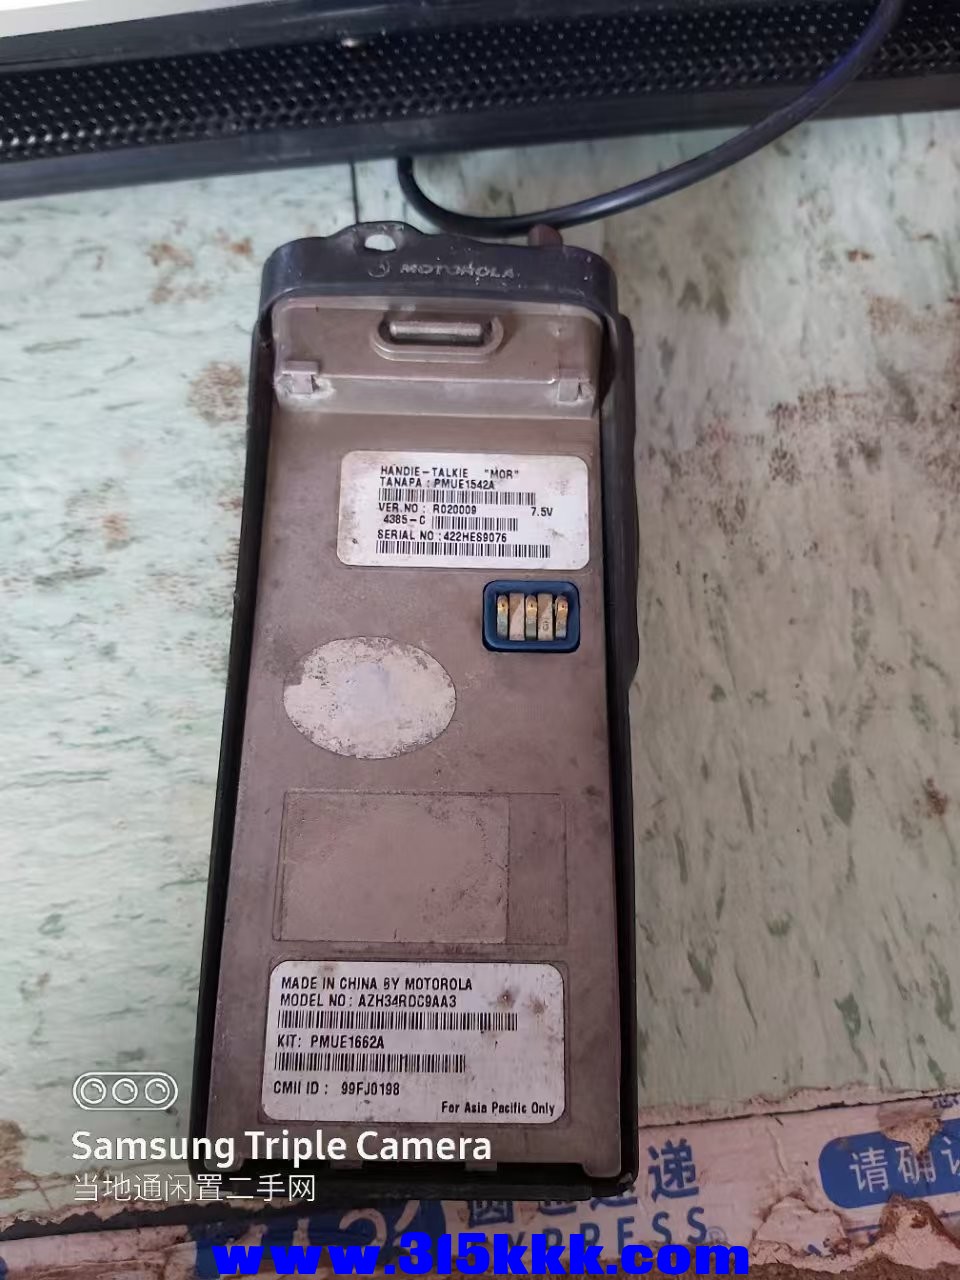 MOTOROLA
HANDIE-TALKIE "MOR"
TANAPA : PMUE1542A
VER.NO : R020009 7.5V
4385-C
SERIAL NO :422HES9076
MADE IN CHINA BY MOTOROLA
MODEL NO: AZH34RDC9AA3
KIT: PMUE1662A
CMII ID : 99FJ0198
For Asia Pacific Only
Samsung Triple Camera
当地通闲置二手网
递
请确
EXPRESS
www.315kkk.com